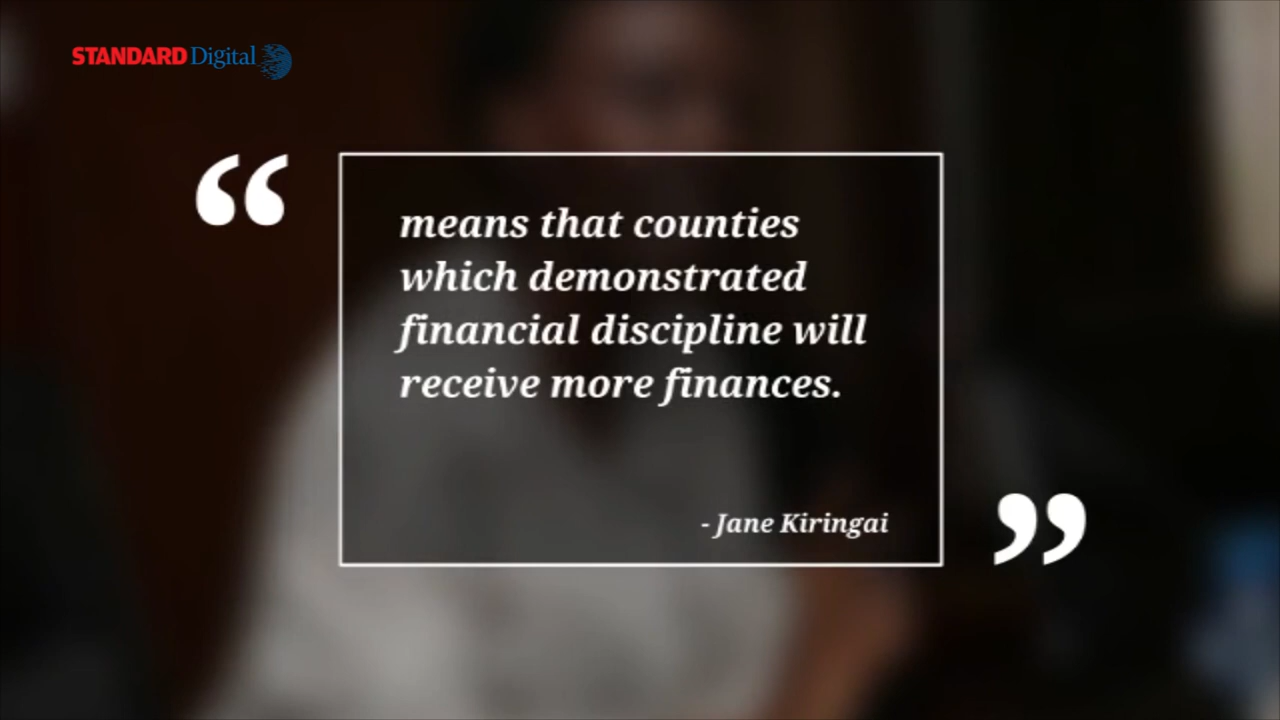 STANDARD Digital
“
means that counties
which demonstrated
financial discipline will
receive more finances.
- Jane Kiringai
”